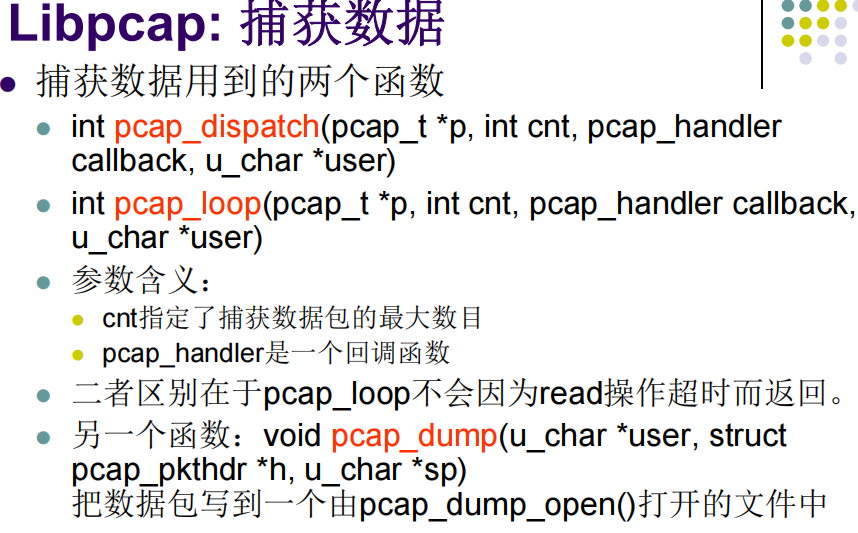 Libpcap: 捕获数据
捕获数据用到的两个函数
int pcap_dispatch(pcap_t *p, int cnt, pcap_handler
callback, u_char *user)
int pcap_loop(pcap_t *p, int cnt, pcap_handler callback,
u_char *user)
参数含义：
cnt指定了捕获数据包的最大数目
pcap_handler是一个回调函数
二者区别在于pcap_loop不会因为read操作超时而返回。
另一个函数：void pcap_dump(u_char *user, struct
pcap_pkthdr *h, u_char *sp)
把数据包写到一个由pcap_dump_open()打开的文件中